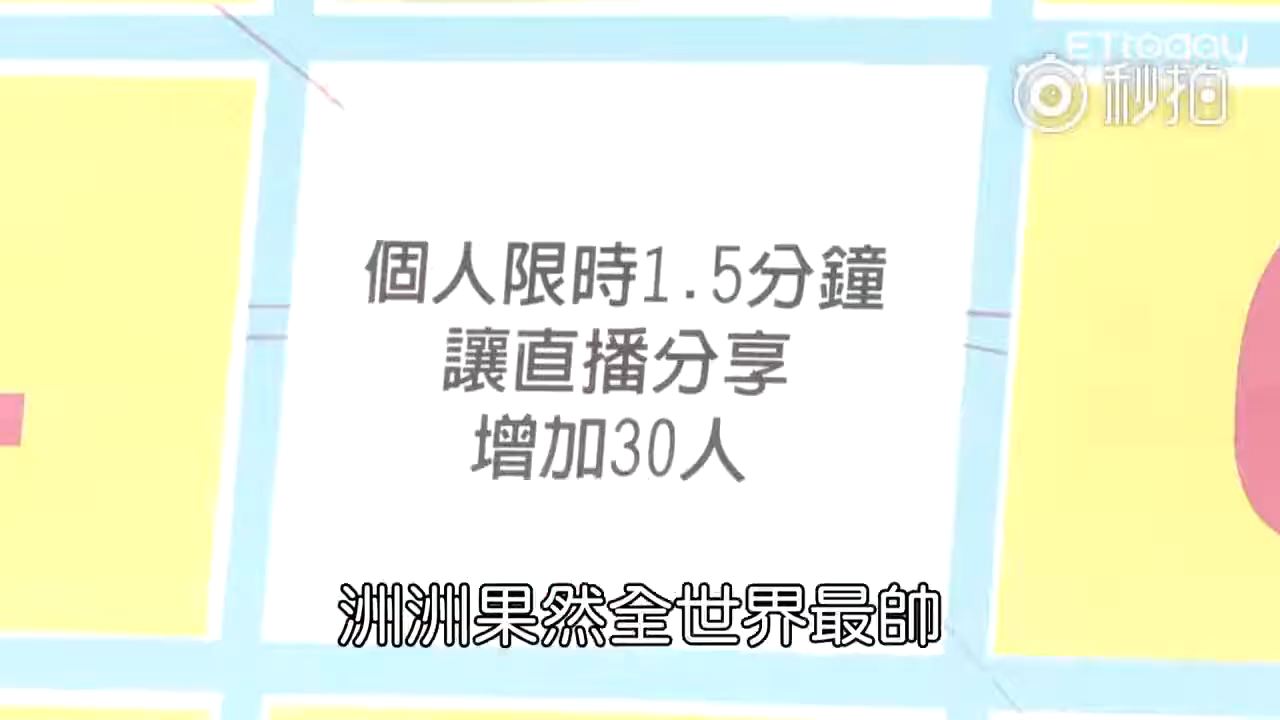 ETtoday
秒拍
個人限時1.5分鐘
讓直播分享
增加30人
洲洲果然全世界最帥